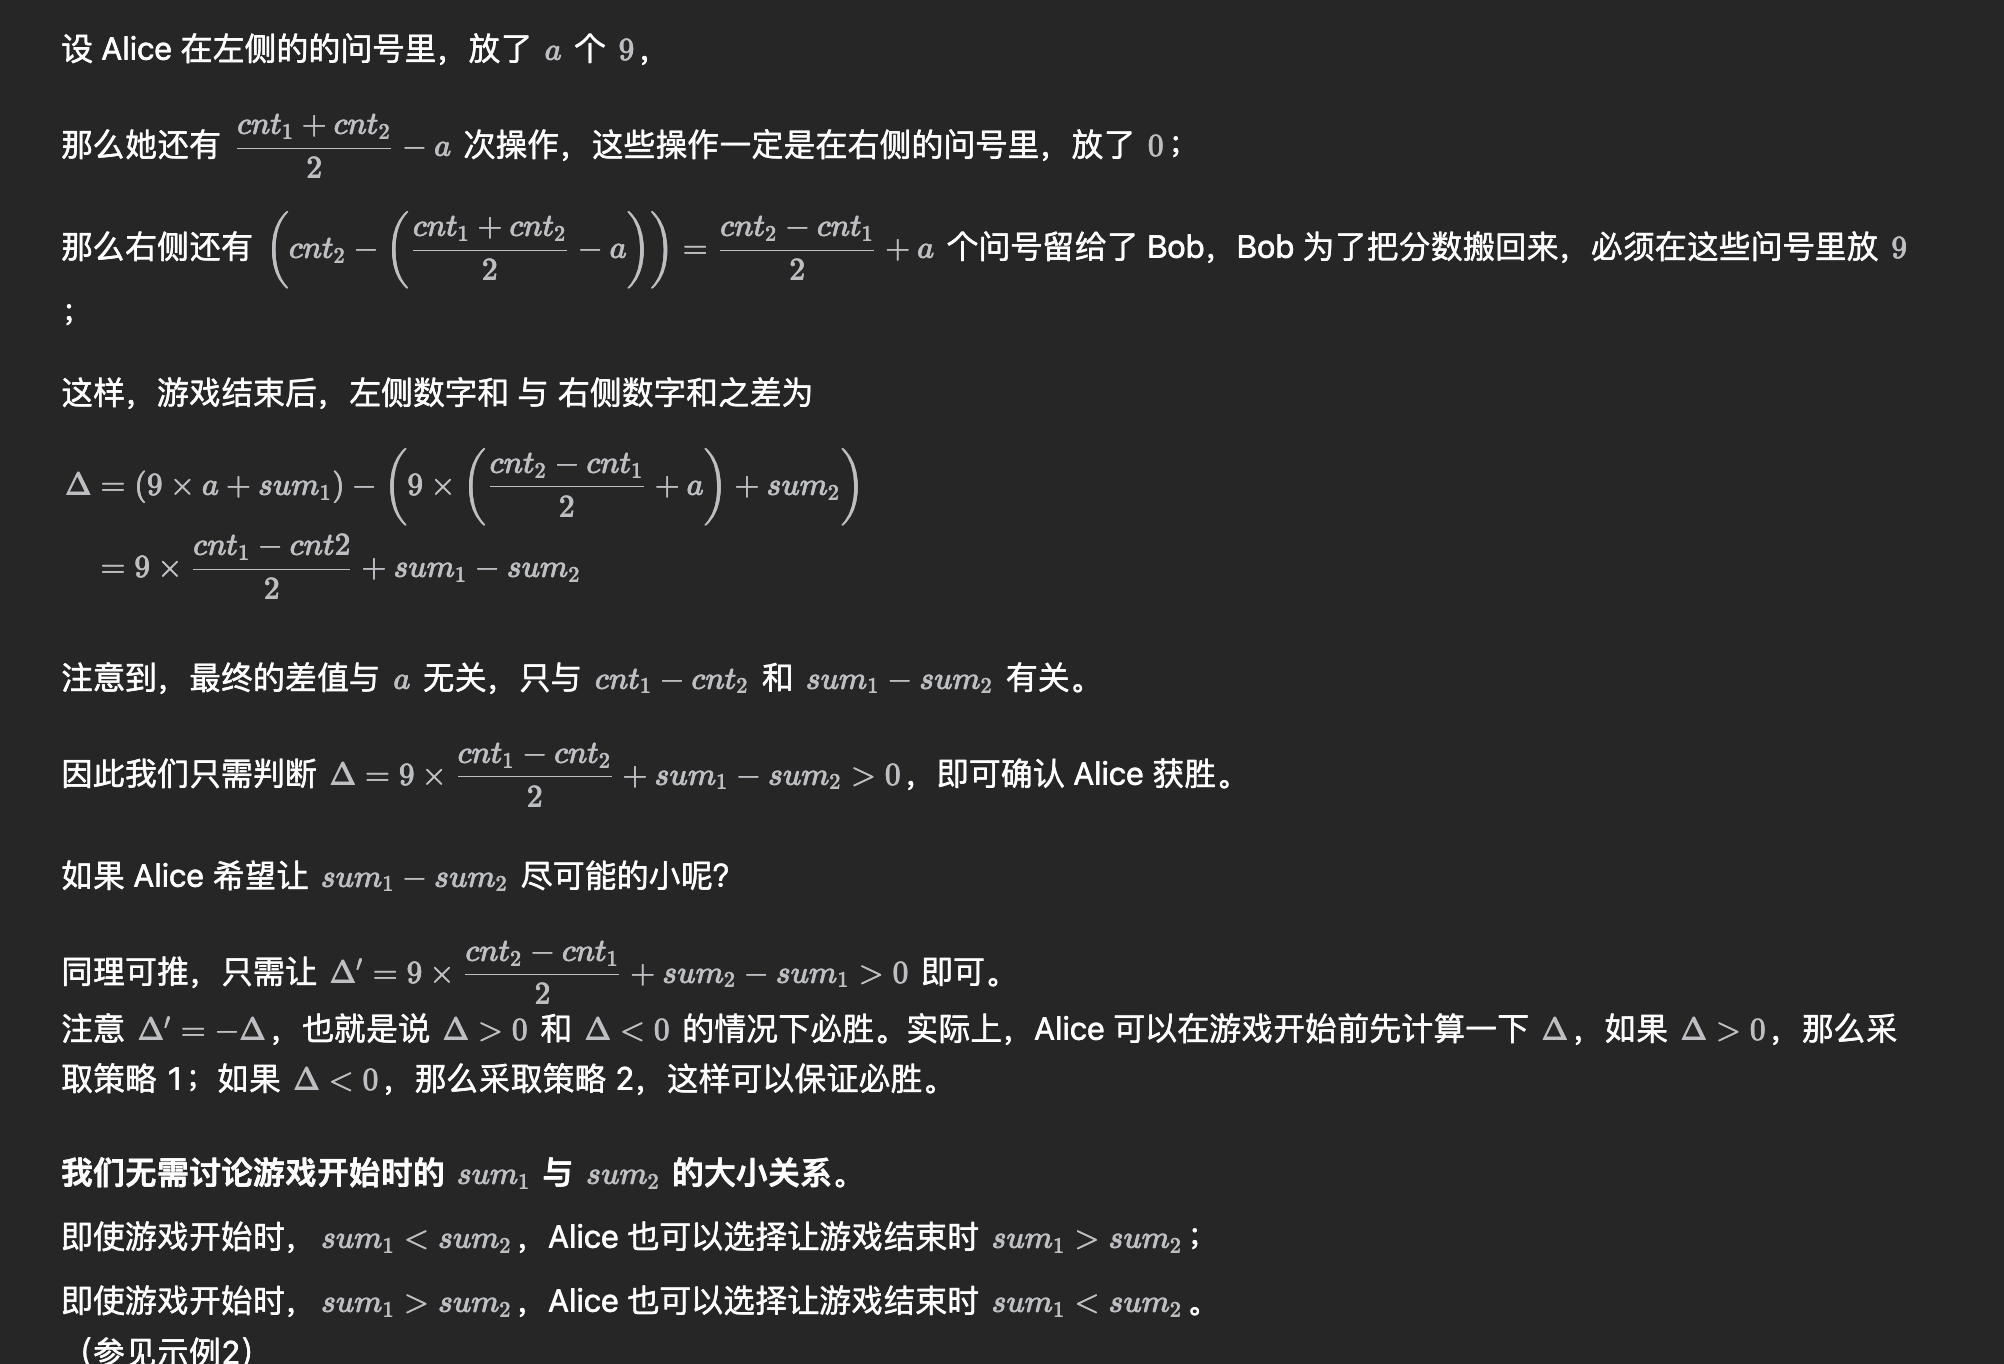 设 Alice 在左侧的的问号里，放了 a 个 9，
那么她还有 \frac{cnt_1 + cnt_2}{2} − a 次操作，这些操作一定是在右侧的问号里，放了 0；
那么右侧还有 \left(cnt_2 − \left(\frac{cnt_1 + cnt_2}{2} − a\right)\right) = \frac{cnt_2 − cnt_1}{2} + a 个问号留给了 Bob，Bob 为了把分数搬回来，必须在这些问号里放 9
；
这样，游戏结束后，左侧数字和 与 右侧数字和之差为
Δ = (9 × a + sum_1) − \left(9 × \left(\frac{cnt_2 − cnt_1}{2} + a\right) + sum_2\right)
= 9 × \frac{cnt_1 − cnt2}{2} + sum_1 − sum_2
注意到，最终的差值与 a 无关，只与 cnt_1 − cnt_2 和 sum_1 − sum_2 有关。
因此我们只需判断 Δ = 9 × \frac{cnt_1 − cnt_2}{2} + sum_1 − sum_2 > 0，即可确认 Alice 获胜。
如果 Alice 希望让 sum_1 − sum_2 尽可能的小呢？
同理可推，只需让 Δ′ = 9 × \frac{cnt_2 − cnt_1}{2} + sum_2 − sum_1 > 0 即可。
注意 Δ′ = −Δ，也就是说 Δ > 0 和 Δ < 0 的情况下必胜。实际上，Alice 可以在游戏开始前先计算一下 Δ，如果 Δ > 0，那么采
取策略 1；如果 Δ < 0，那么采取策略 2，这样可以保证必胜。
我们无需讨论游戏开始时的 sum_1 与 sum_2 的大小关系。
即使游戏开始时，sum_1 < sum_2，Alice 也可以选择让游戏结束时 sum_1 > sum_2；
即使游戏开始时，sum_1 > sum_2，Alice 也可以选择让游戏结束时 sum_1 < sum_2。
（参见示例2）